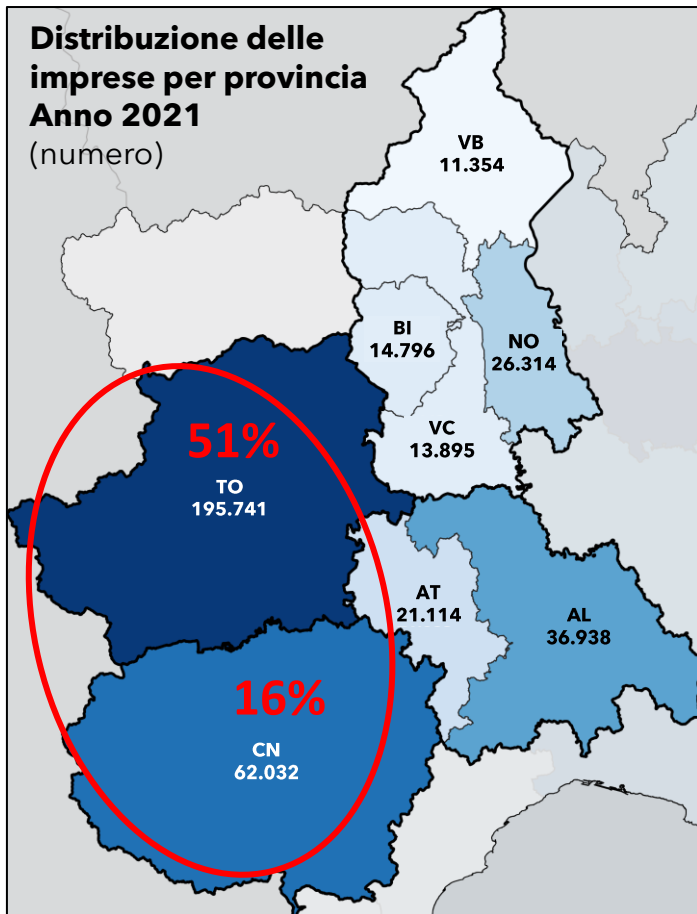 Distribuzione delle
imprese per provincia
Anno 2021
(numero)
VB
11.354
BI
14.796
NO
26.314
VC
13.895
51%
TO
195.741
AT
21.114
AL
36.938
16%
CN
62.032